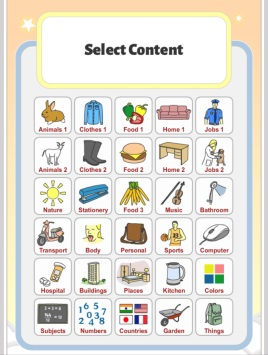 Select Content
Animals 1 Clothes 1 Food 1 Home 1 Jobs 1
Animals 2 Clothes 2 Food 2 Home 2 Jobs 2
Nature Stationery Food 3 Music Bathroom
Transport Body Personal Sports Computer
Hospital Buildings Places Kitchen Colors
Subjects Numbers Countries Garden Things